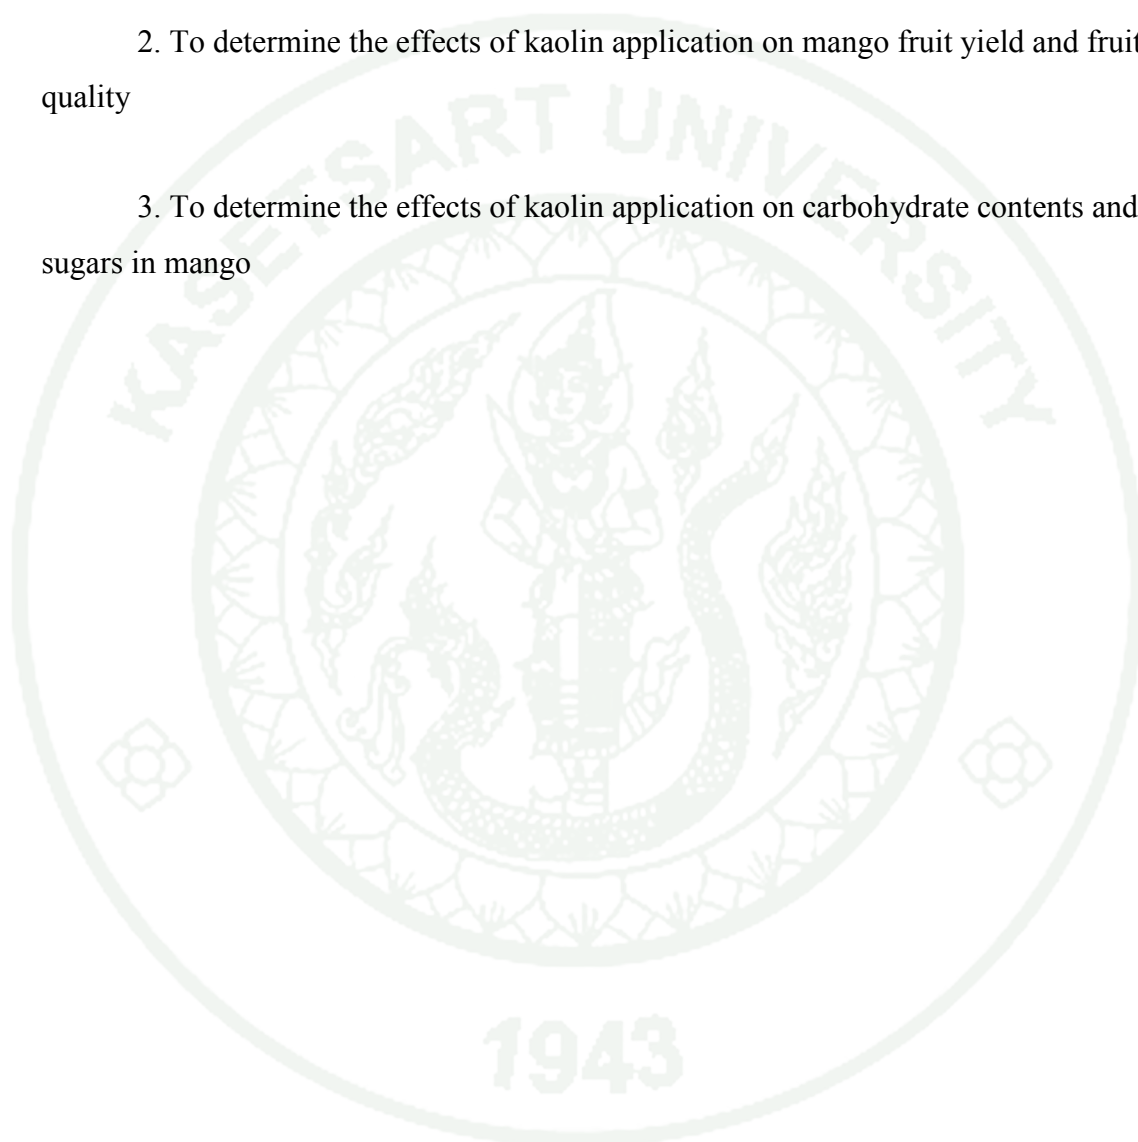 2. To determine the effects of kaolin application on mango fruit yield and fruit
quality
3. To determine the effects of kaolin application on carbohydrate contents and
sugars in mango
KASETSART UNIVERSITY
1943